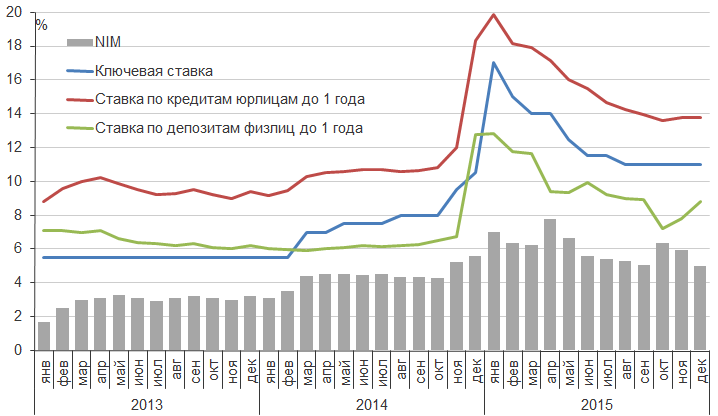 20
%
NIM
18
Ключевая ставка
16
Ставка по кредитам юрлицам до 1 года
14
Ставка по депозитам физлиц до 1 года
12
10
8
6
4
2
0
янв фев мар апр май июн июл авг сен окт ноя дек янв фев мар апр май июн июл авг сен окт ноя дек янв фев мар апр май июн июл авг сен окт ноя дек
2013 2014 2015